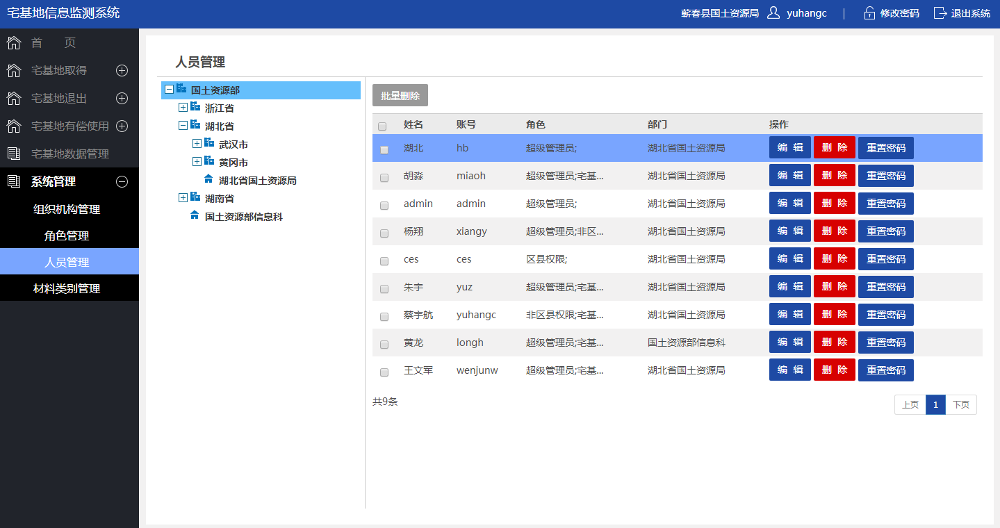 宅基地信息监测系统
蕲春县国土资源局 yuhangc | 修改密码 退出系统
首 页
宅基地取得
宅基地退出
宅基地有偿使用
宅基地数据管理
系统管理
组织机构管理
角色管理
人员管理
材料类别管理
人员管理
国土资源部
浙江省
湖北省
武汉市
黄冈市
湖北省国土资源局
湖南省
国土资源部信息科
批量删除
姓名 账号 角色 部门 操作
湖北 hb 超级管理员; 湖北省国土资源局 编 辑 删 除 重置密码
胡淼 miaoh 超级管理员;宅基... 湖北省国土资源局 编 辑 删 除 重置密码
admin admin 超级管理员; 湖北省国土资源局 编 辑 删 除 重置密码
杨翔 xiangy 超级管理员;非区... 湖北省国土资源局 编 辑 删 除 重置密码
ces ces 区县权限; 湖北省国土资源局 编 辑 删 除 重置密码
朱宇 yuz 超级管理员;宅基... 湖北省国土资源局 编 辑 删 除 重置密码
蔡宇航 yuhangc 非区县权限;宅基... 湖北省国土资源局 编 辑 删 除 重置密码
黄龙 longh 超级管理员;宅基... 国土资源部信息科 编 辑 删 除 重置密码
王文军 wenjunw 超级管理员;宅基... 湖北省国土资源局 编 辑 删 除 重置密码
共9条
上页 1 下页